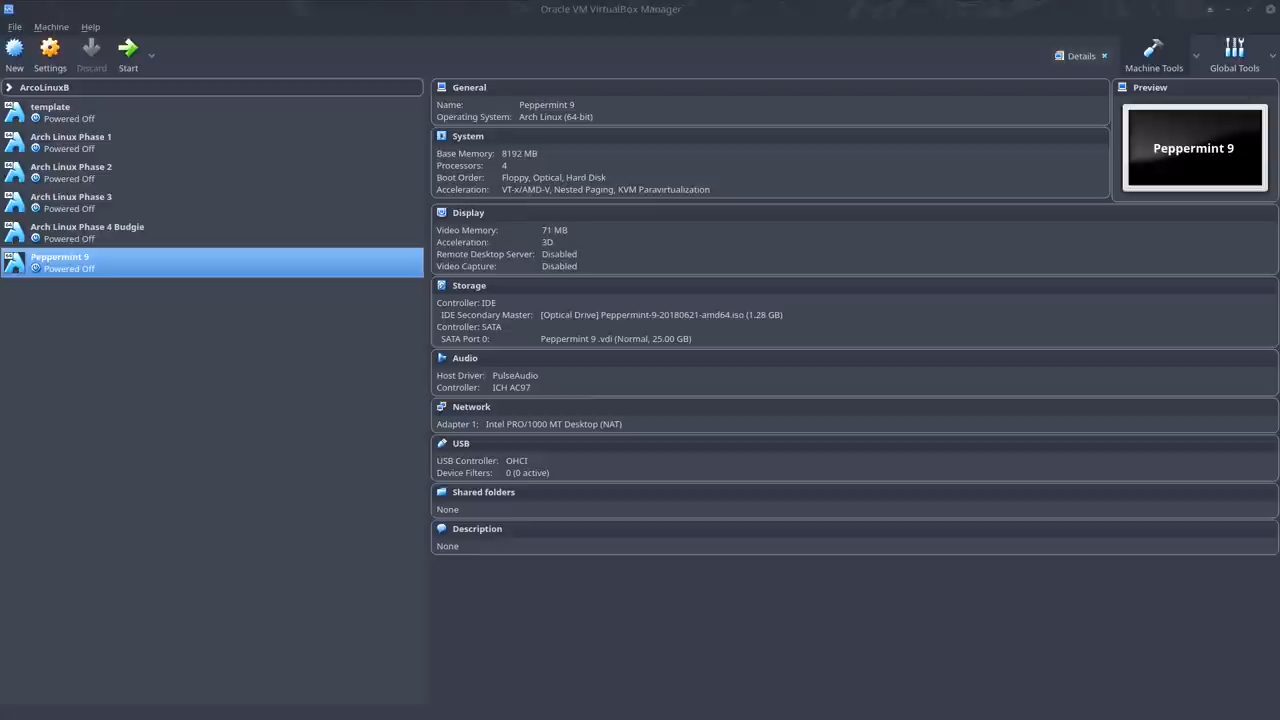 Oracle VM VirtualBox Manager
File Machine Help
New Settings Discard Start
Details
Machine Tools
Global Tools
ArcoLinuxB
template
Powered Off
Arch Linux Phase 1
Powered Off
Arch Linux Phase 2
Powered Off
Arch Linux Phase 3
Powered Off
Arch Linux Phase 4 Budgie
Powered Off
Peppermint 9
Powered Off
General
Name: Peppermint 9
Operating System: Arch Linux (64-bit)
System
Base Memory: 8192 MB
Processors: 4
Boot Order: Floppy, Optical, Hard Disk
Acceleration: VT-x/AMD-V, Nested Paging, KVM Paravirtualization
Display
Video Memory: 71 MB
Acceleration: 3D
Remote Desktop Server: Disabled
Video Capture: Disabled
Storage
Controller: IDE
IDE Secondary Master: [Optical Drive] Peppermint-9-20180621-amd64.iso (1.28 GB)
Controller: SATA
SATA Port 0: Peppermint 9 .vdi (Normal, 25.00 GB)
Audio
Host Driver: PulseAudio
Controller: ICH AC97
Network
Adapter 1: Intel PRO/1000 MT Desktop (NAT)
USB
USB Controller: OHCI
Device Filters: 0 (0 active)
Shared folders
None
Description
None
Preview
Peppermint 9